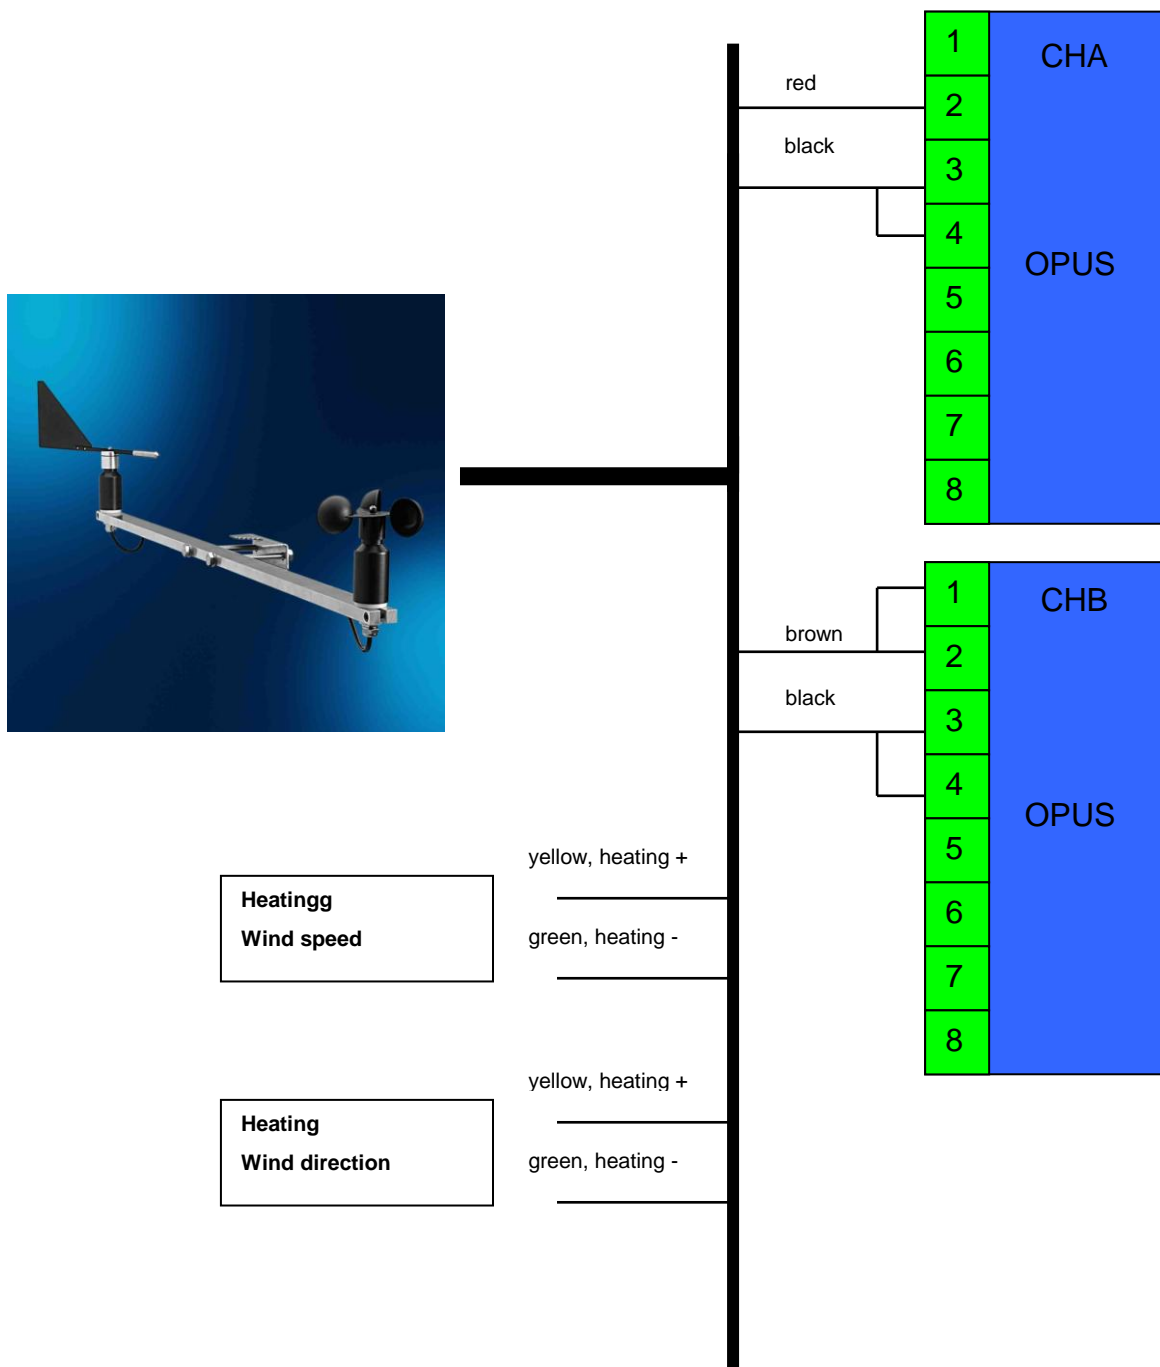 1
CHA
red
2
black
3
4
OPUS
5
6
7
8
1
CHB
brown
2
black
3
4
OPUS
5
6
7
8
yellow, heating +
Heatingg
Wind speed
green, heating -
yellow, heating +
Heating
Wind direction
green, heating -